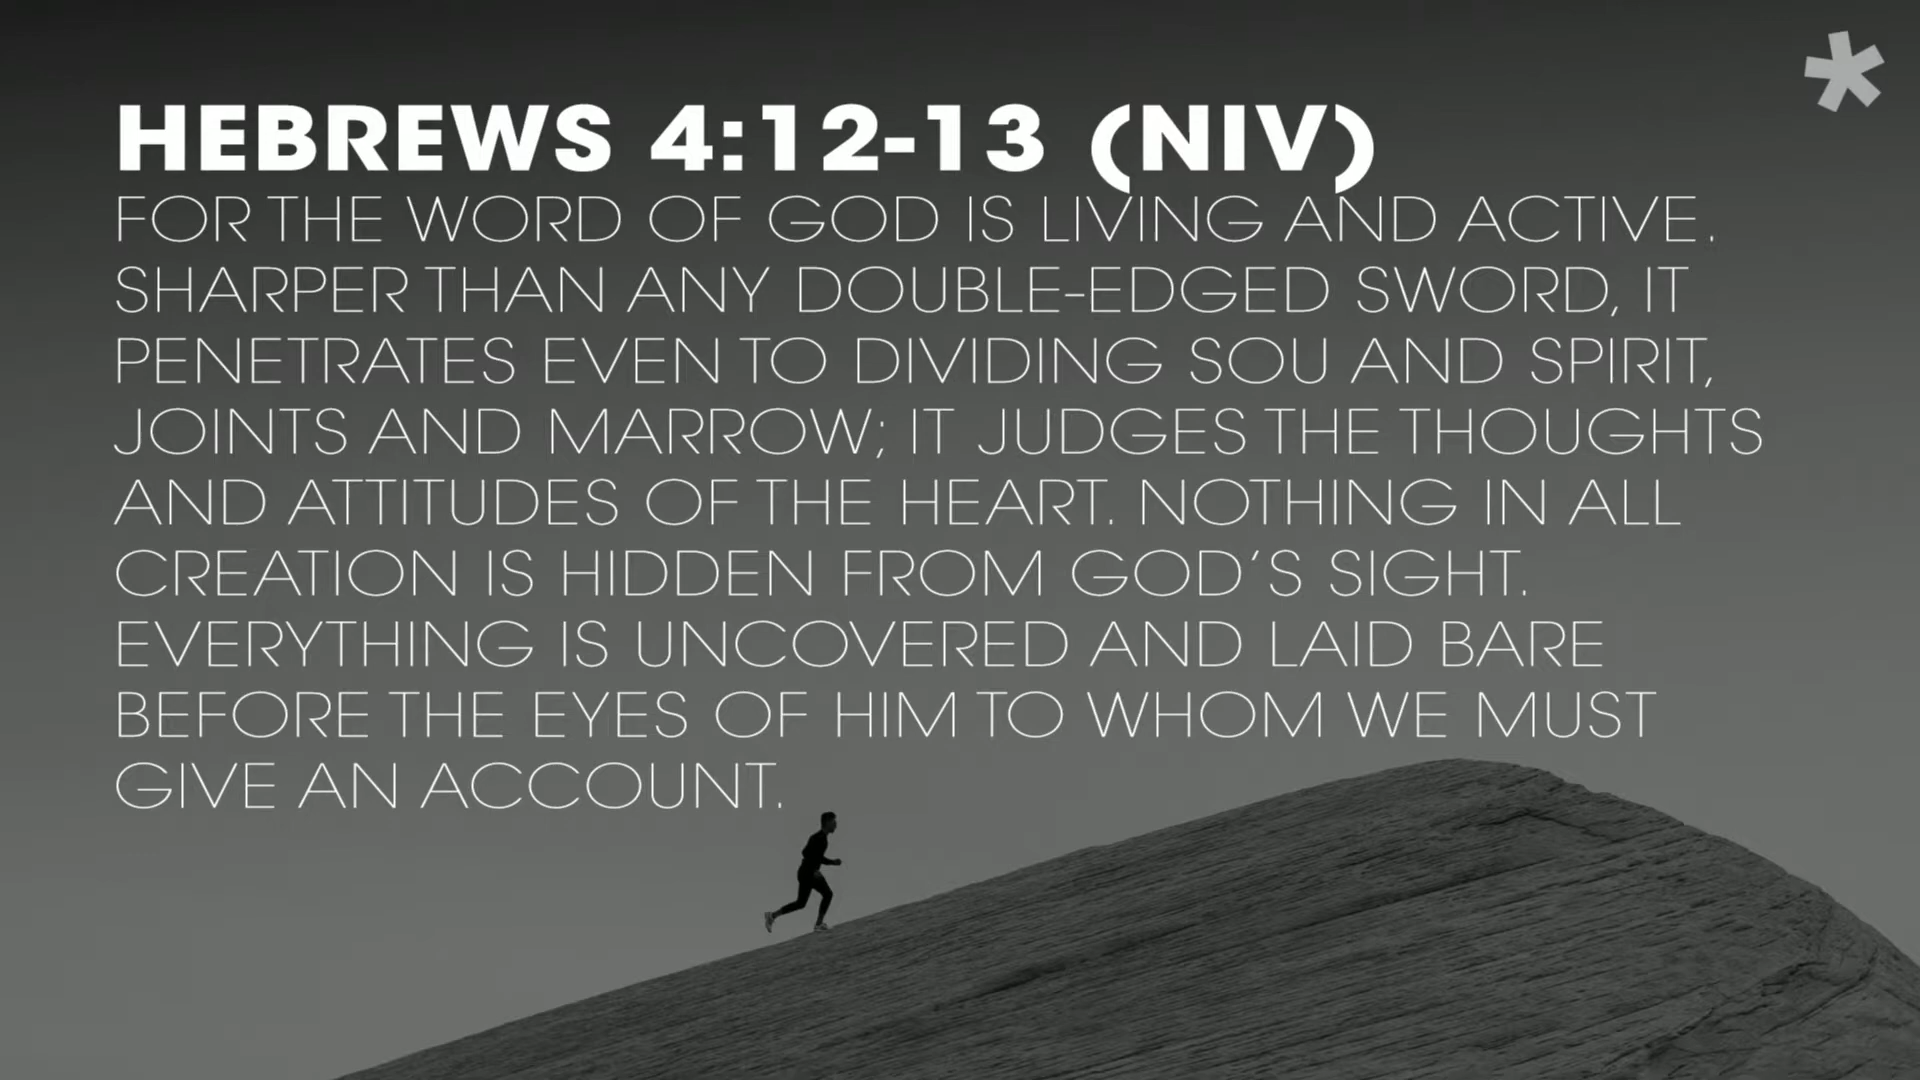 HEBREWS 4:12-13 (NIV)
FOR THE WORD OF GOD IS LIVING AND ACTIVE.
SHARPER THAN ANY DOUBLE-EDGED SWORD, IT
PENETRATES EVEN TO DIVIDING SOU AND SPIRIT,
JOINTS AND MARROW; IT JUDGES THE THOUGHTS
AND ATTITUDES OF THE HEART. NOTHING IN ALL
CREATION IS HIDDEN FROM GOD'S SIGHT.
EVERYTHING IS UNCOVERED AND LAID BARE
BEFORE THE EYES OF HIM TO WHOM WE MUST
GIVE AN ACCOUNT.